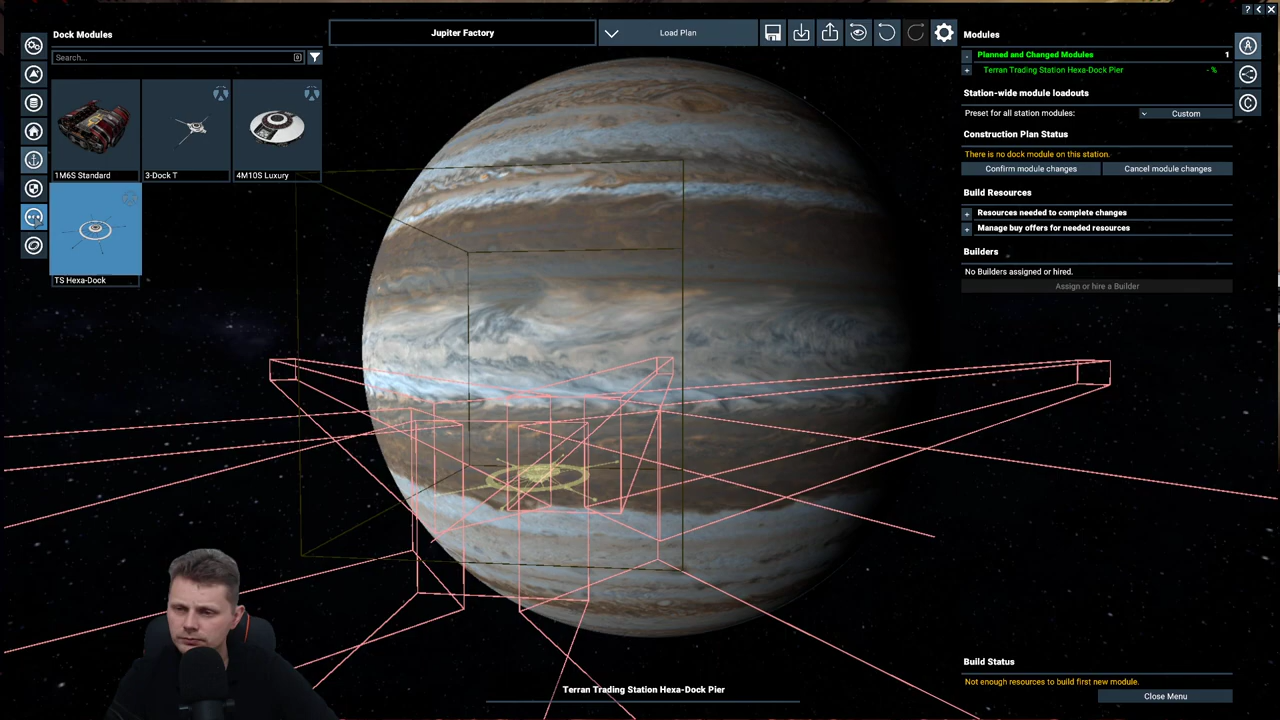 Dock Modules
Search...
1M6S Standard
3-Dock T
4M10S Luxury
TS Hexa-Dock
Jupiter Factory
Load Plan
?
Modules
- Planned and Changed Modules 1
+ Terran Trading Station Hexa-Dock Pier - %
Station-wide module loadouts
Preset for all station modules: Custom
Construction Plan Status
There is no dock module on this station.
Confirm module changes Cancel module changes
Build Resources
+ Resources needed to complete changes
+ Manage buy offers for needed resources
Builders
No Builders assigned or hired.
Assign or hire a Builder
Terran Trading Station Hexa-Dock Pier
Build Status
Not enough resources to build first new module.
Close Menu